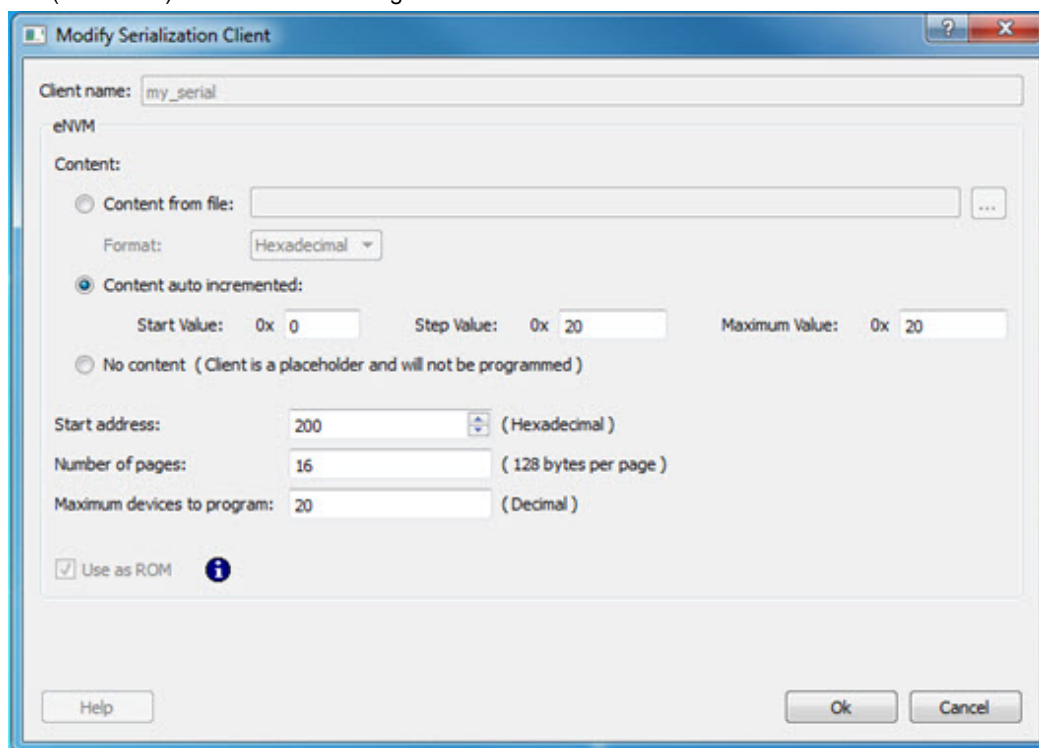 Modify Serialization Client
Client name: my_serial
eNVM
Content:
Content from file: ...
Format: Hexadecimal
Content auto incremented:
Start Value: 0x 0 Step Value: 0x 20 Maximum Value: 0x 20
No content ( Client is a placeholder and will not be programmed )
Start address: 200 ( Hexadecimal )
Number of pages: 16 ( 128 bytes per page )
Maximum devices to program: 20 ( Decimal )
Use as ROM
Help Ok Cancel